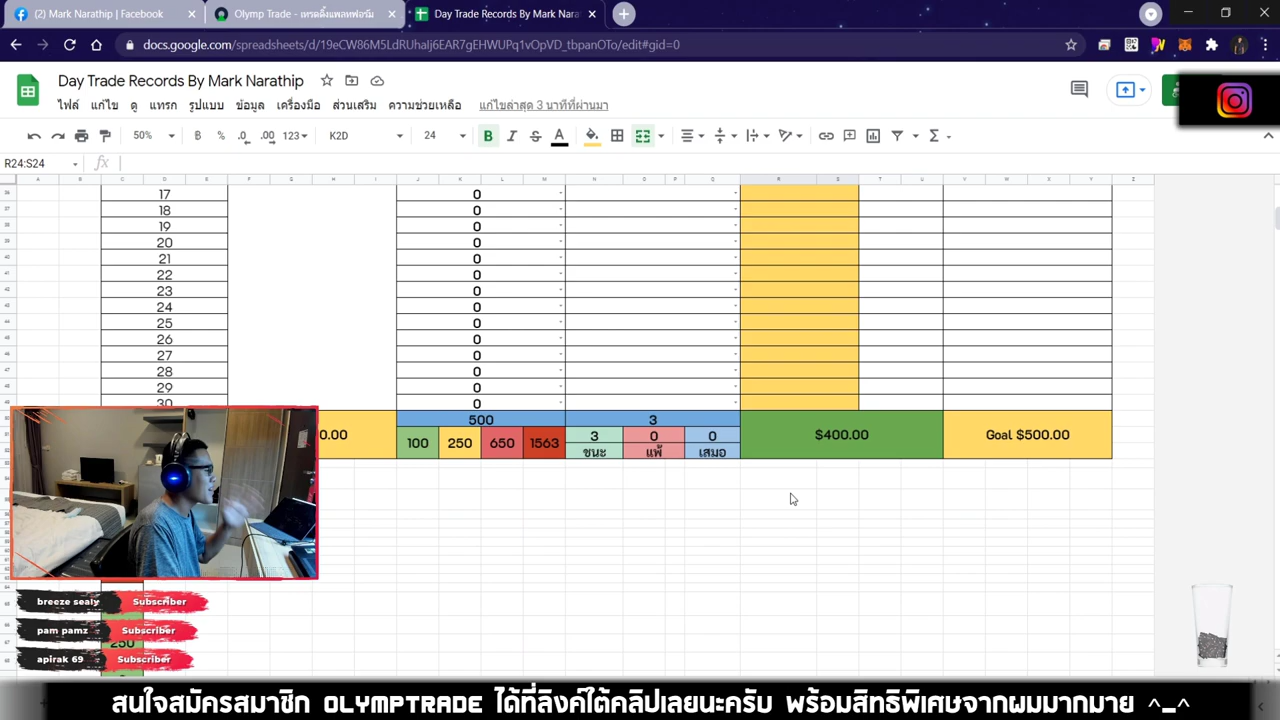 (3) Mark Narathip | Facebook
Olymp Trade - เทรดดิ้งแพลทฟอร์ม
Day Trade Records By Mark Narat
docs.google.com/spreadsheets/d/19eCW86M5LdRUhaIj6EAR7gEHWUPq1vOpVD_tbpanOTo/edit#gid=0
Day Trade Records By Mark Narathip
ไฟล์ แก้ไข ดู แทรก รูปแบบ ข้อมูล เครื่องมือ ส่วนเสริม ความช่วยเหลือ แก้ไขล่าสุด 3 นาทีที่ผ่านมา
50% B % .0 .00 123 K2D 24 B I S A
R24:S24 fx
A B C D E F G H I J K L M N O P Q R S T U V W X Y Z
17 0
18 0
19 0
20 0
21 0
22 0
23 0
24 0
25 0
26 0
27 0
28 0
29 0
30 0
0.00 500 3 $400.00 Goal $500.00
100 250 650 1563 3 0 0
ชนะ แพ้ เสมอ
250
breeze sealy Subscriber
pam pamz Subscriber
apirak 69 Subscriber
สนใจสมัครสมาชิก OLYMPTRADE ได้ที่ลิงค์ใต้คลิปเลยนะครับ พร้อมสิทธิพิเศษจากผมมากมาย ^_^